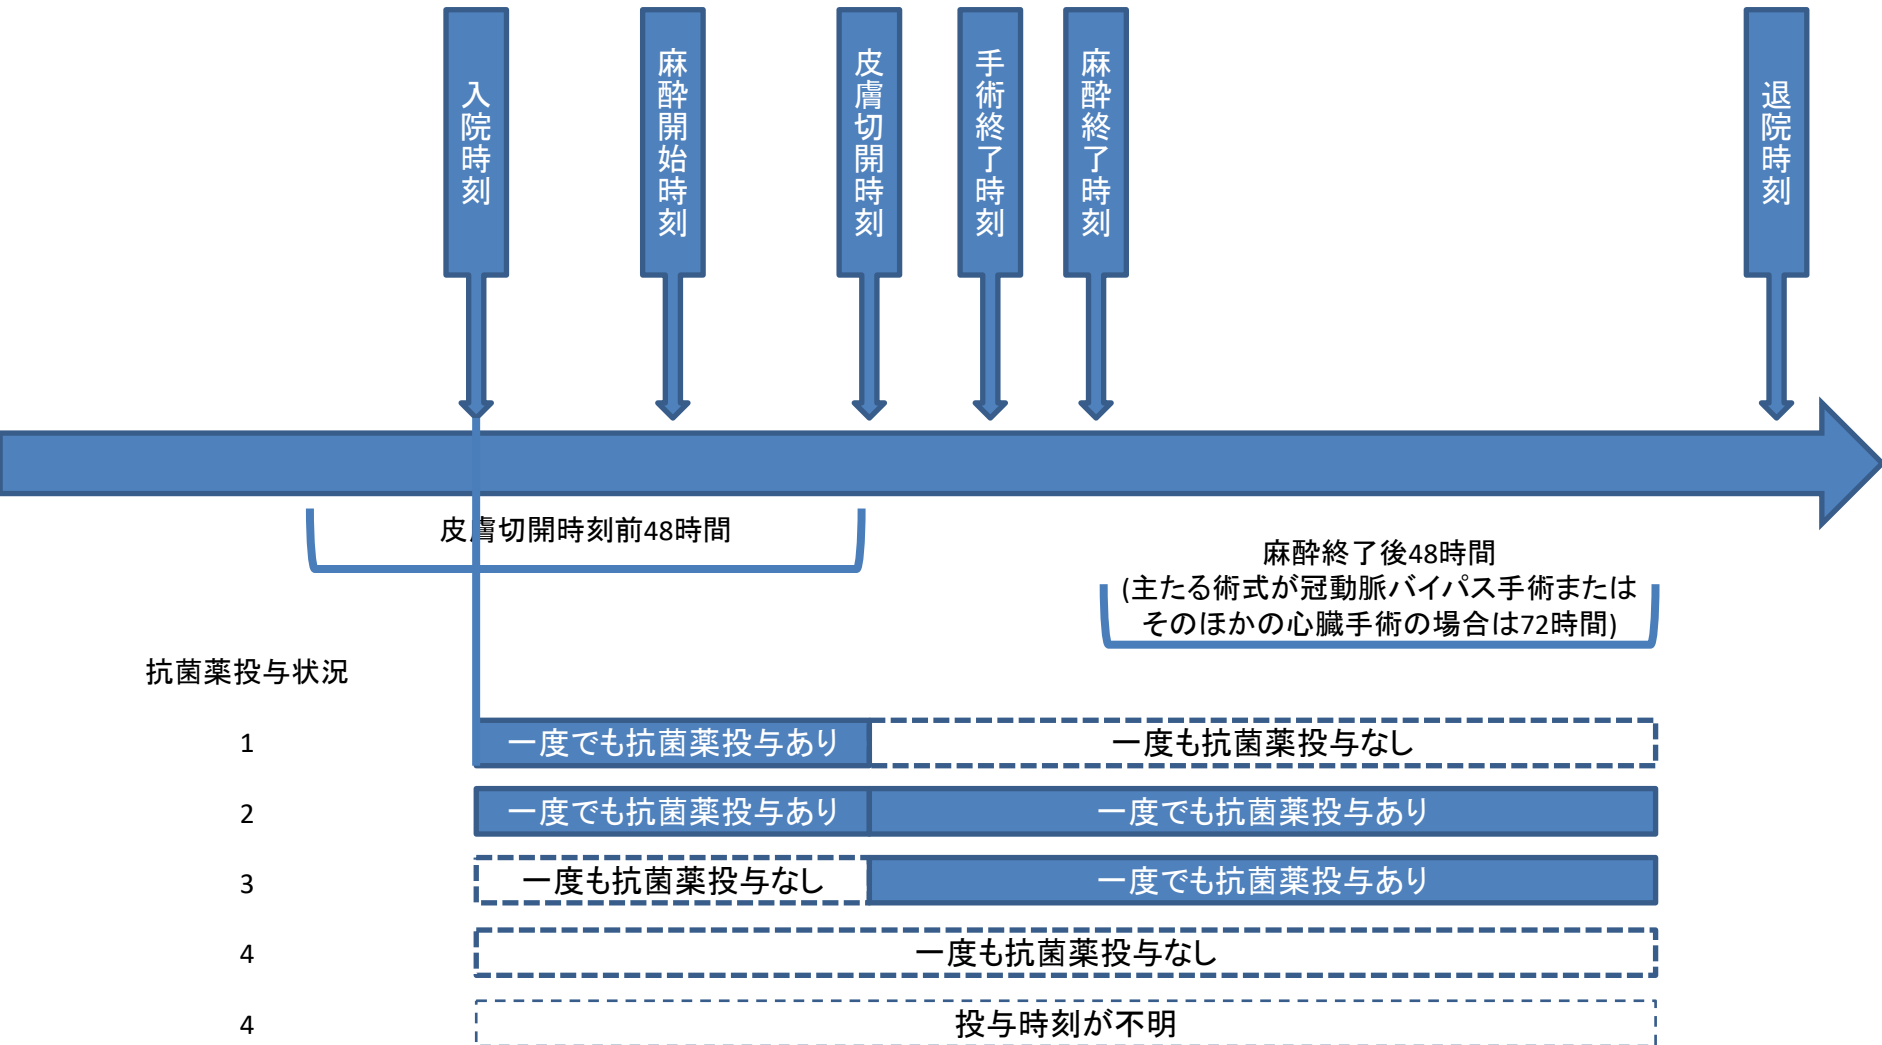 入院時刻
麻酔開始時刻
皮膚切開時刻
手術終了時刻
麻酔終了時刻
退院時刻
皮膚切開時刻前48時間
麻酔終了後48時間
(主たる術式が冠動脈バイパス手術または
そのほかの心臓手術の場合は72時間)
抗菌薬投与状況
1
一度でも抗菌薬投与あり
一度も抗菌薬投与なし
2
一度でも抗菌薬投与あり
一度でも抗菌薬投与あり
3
一度も抗菌薬投与なし
一度でも抗菌薬投与あり
4
一度も抗菌薬投与なし
4
投与時刻が不明